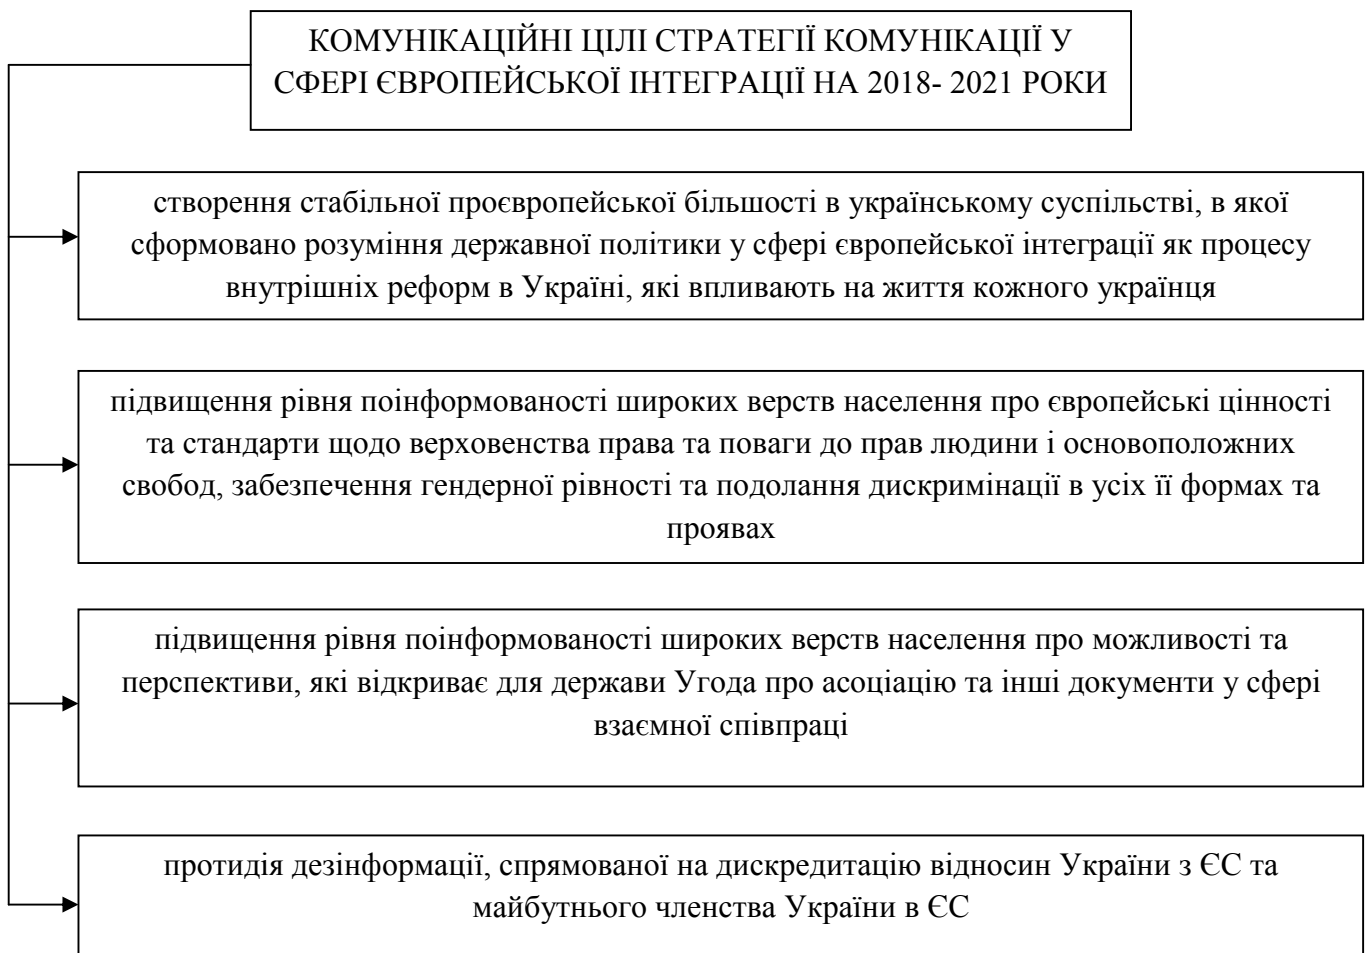 КОМУНІКАЦІЙНІ ЦІЛІ СТРАТЕГІЇ КОМУНІКАЦІЇ У
СФЕРІ ЄВРОПЕЙСЬКОЇ ІНТЕГРАЦІЇ НА 2018- 2021 РОКИ
створення стабільної проєвропейської більшості в українському суспільстві, в якої
сформовано розуміння державної політики у сфері європейської інтеграції як процесу
внутрішніх реформ в Україні, які впливають на життя кожного українця
підвищення рівня поінформованості широких верств населення про європейські цінності
та стандарти щодо верховенства права та поваги до прав людини і основоположних
свобод, забезпечення гендерної рівності та подолання дискримінації в усіх її формах та
проявах
підвищення рівня поінформованості широких верств населення про можливості та
перспективи, які відкриває для держави Угода про асоціацію та інші документи у сфері
взаємної співпраці
протидія дезінформації, спрямованої на дискредитацію відносин України з ЄС та
майбутнього членства України в ЄС